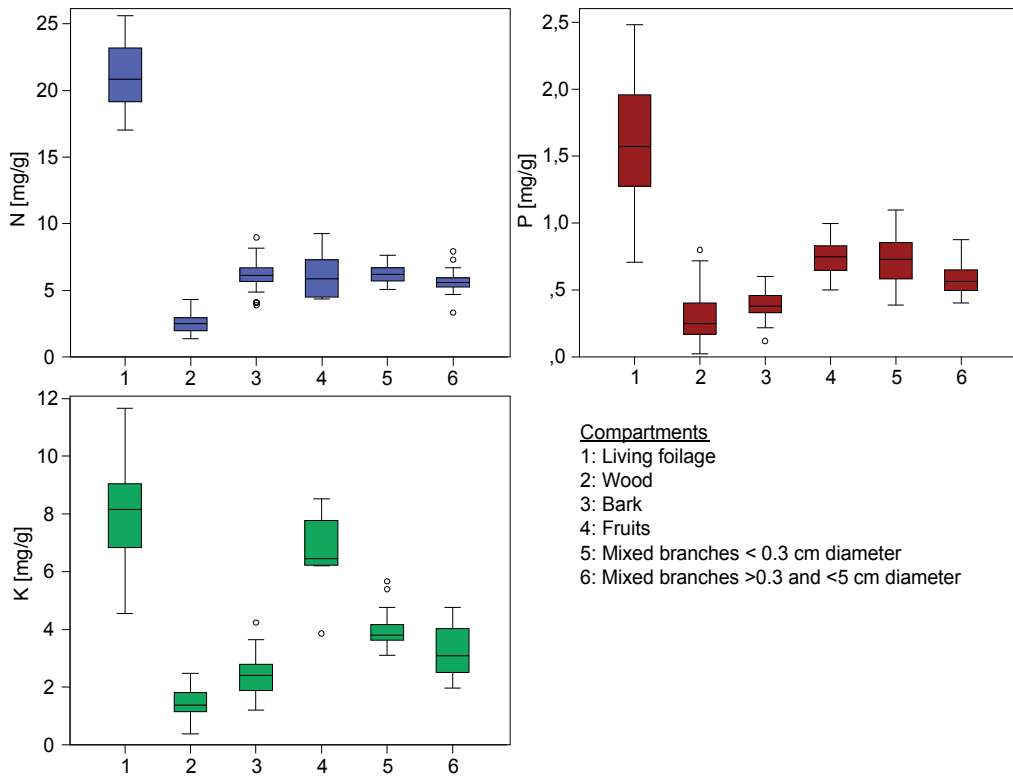 25
20
15
10
5
0
N [mg/g]
1 2 3 4 5 6
2,5
2,0
1,5
1,0
,5
,0
P [mg/g]
1 2 3 4 5 6
12
10
8
6
4
2
0
K [mg/g]
1 2 3 4 5 6
Compartments
1: Living foilage
2: Wood
3: Bark
4: Fruits
5: Mixed branches < 0.3 cm diameter
6: Mixed branches >0.3 and <5 cm diameter